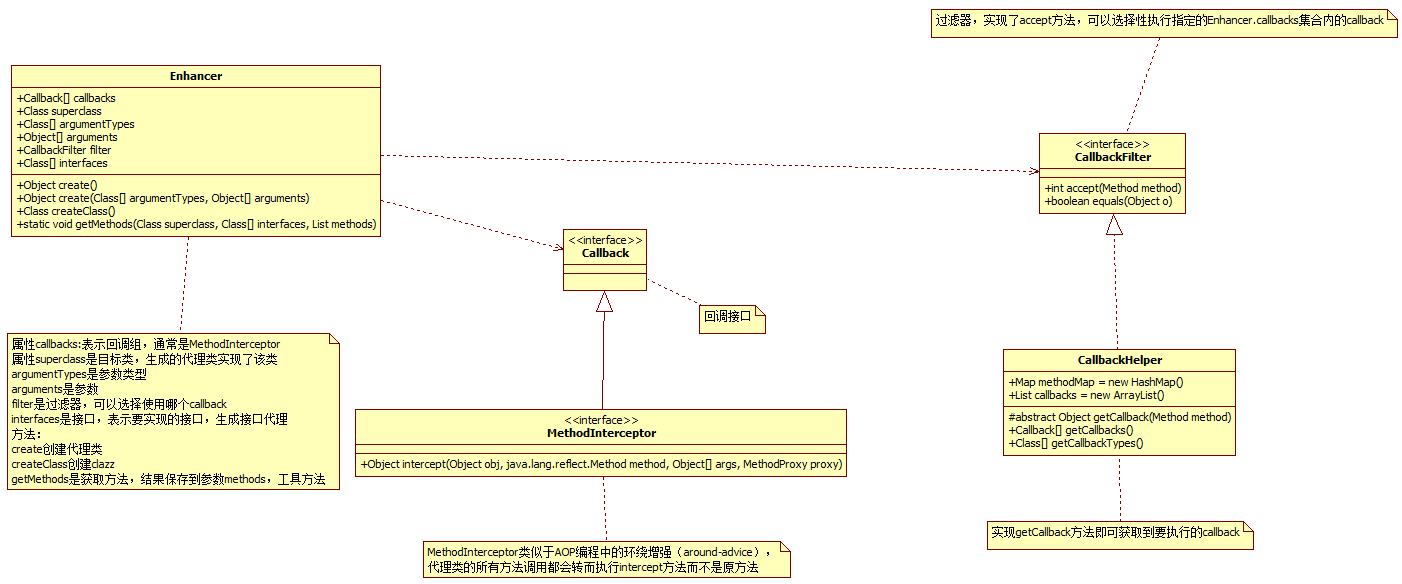 过滤器，实现了accept方法，可以选择性执行指定的Enhancer.callbacks集合内的callback
Enhancer
+Callback[] callbacks
+Class superclass
+Class[] argumentTypes
+Object[] arguments
+CallbackFilter filter
+Class[] interfaces
+Object create()
+Object create(Class[] argumentTypes, Object[] arguments)
+Class createClass()
+static void getMethods(Class superclass, Class[] interfaces, List methods)
<<interface>>
CallbackFilter
+int accept(Method method)
+boolean equals(Object o)
<<interface>>
Callback
回调接口
属性callbacks:表示回调组，通常是MethodInterceptor
属性superclass是目标类，生成的代理类实现了该类
argumentTypes是参数类型
arguments是参数
filter是过滤器，可以选择使用哪个callback
interfaces是接口，表示要实现的接口，生成接口代理
方法：
create创建代理类
createClass创建clazz
getMethods是获取方法，结果保存到参数methods，工具方法
CallbackHelper
+Map methodMap = new HashMap()
+List callbacks = new ArrayList()
#abstract Object getCallback(Method method)
+Callback[] getCallbacks()
+Class[] getCallbackTypes()
<<interface>>
MethodInterceptor
+Object intercept(Object obj, java.lang.reflect.Method method, Object[] args, MethodProxy proxy)
实现getCallback方法即可获取到要执行的callback
MethodInterceptor类似于AOP编程中的环绕增强（around-advice），
代理类的所有方法调用都会转而执行intercept方法而不是原方法